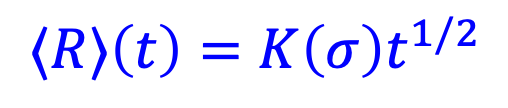 ⟨R⟩(t) = K(σ)t^{1/2}